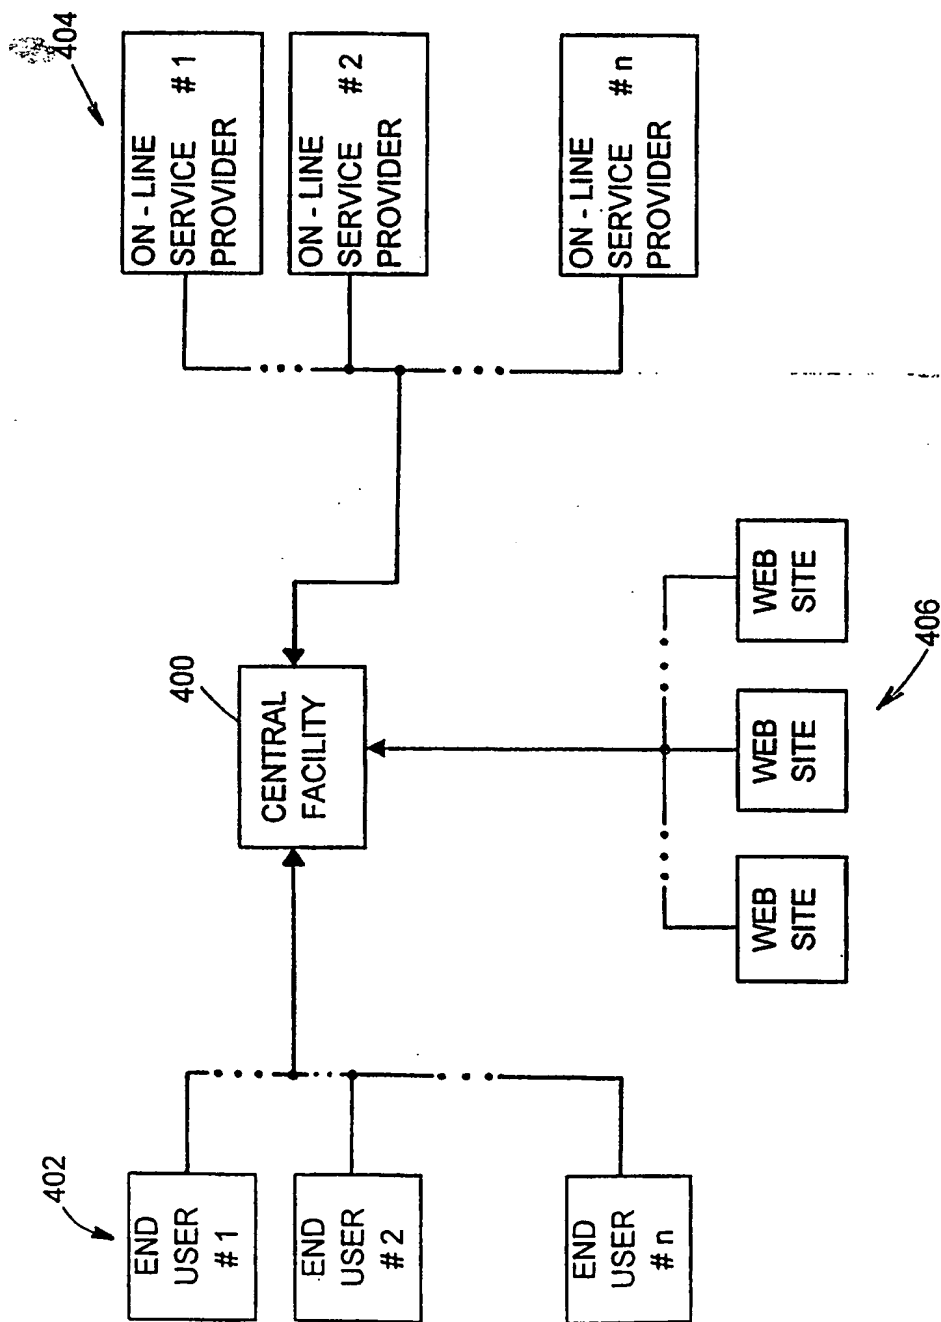 402
END
USER
# 1
END
USER
# 2
END
USER
# n
400
CENTRAL
FACILITY
404
ON - LINE
SERVICE # 1
PROVIDER
ON - LINE
SERVICE # 2
PROVIDER
ON - LINE
SERVICE # n
PROVIDER
WEB
SITE
WEB
SITE
WEB
SITE
406